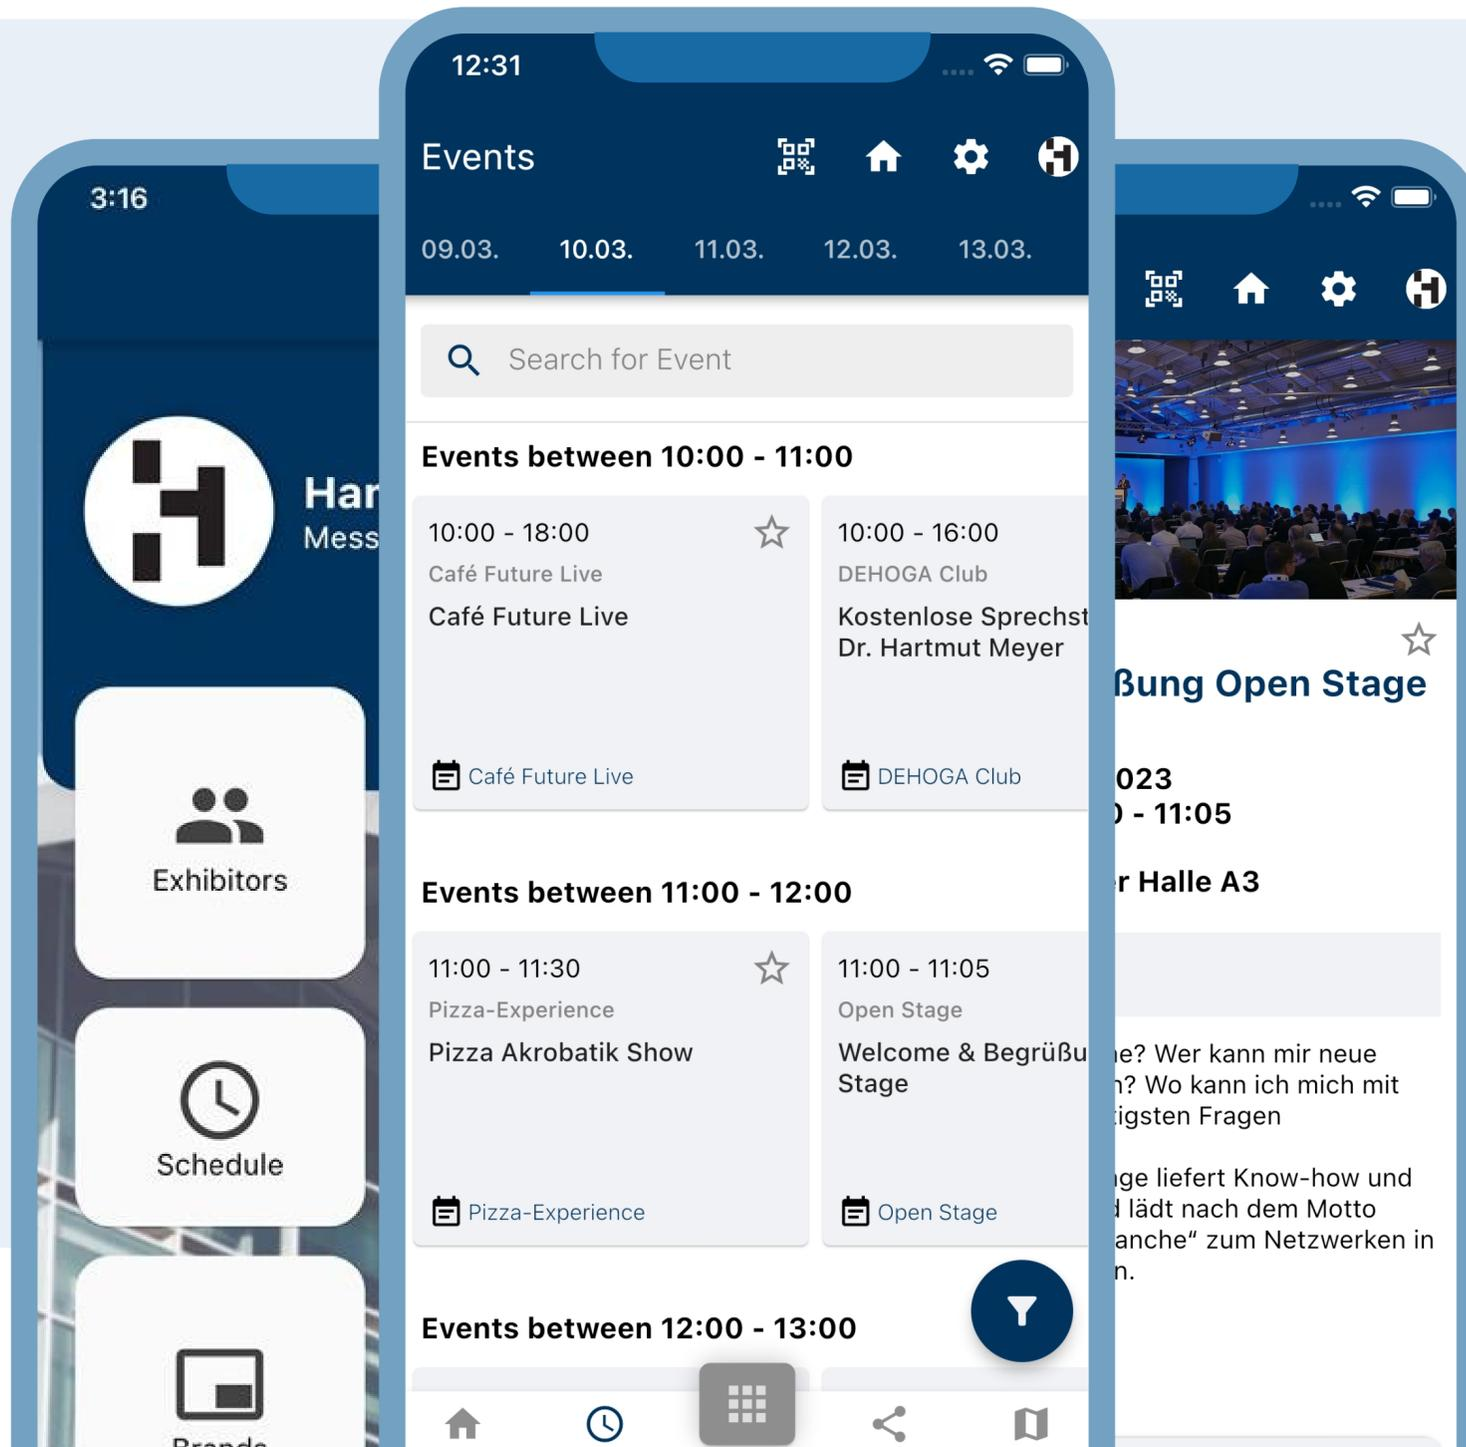 3:16
Har
Mess
Exhibitors
Schedule
Brands
12:31
Events
09.03.
10.03.
11.03.
12.03.
13.03.
Search for Event
Events between 10:00 - 11:00
10:00 - 18:00
Café Future Live
Café Future Live
Café Future Live
10:00 - 16:00
DEHOGA Club
Kostenlose Sprechst
Dr. Hartmut Meyer
DEHOGA Club
Events between 11:00 - 12:00
11:00 - 11:30
Pizza-Experience
Pizza Akrobatik Show
Pizza-Experience
11:00 - 11:05
Open Stage
Welcome & Begrüßu
Stage
Open Stage
Events between 12:00 - 13:00
ßung Open Stage
023
- 11:05
r Halle A3
e? Wer kann mir neue
? Wo kann ich mich mit
tigsten Fragen
ge liefert Know-how und
lädt nach dem Motto
anche“ zum Netzwerken in
n.